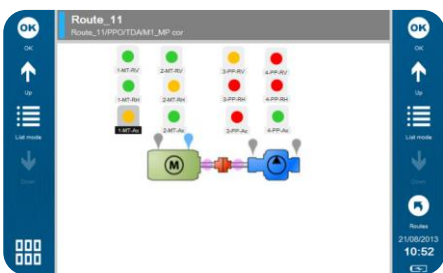 OK
OK
Up
List mode
Down
Route_11
Route_11/PPO/TDA/M1_MP cor
1-MT-RV
2-MT-RV
3-PP-RV
4-PP-RV
1-MT-RH
2-MT-RH
3-PP-RH
4-PP-RH
1-MT-Ax
2-MT-Ax
3-PP-Ax
4-PP-Ax
M
OK
OK
Up
List mode
Down
Routes
21/08/2013
10:52